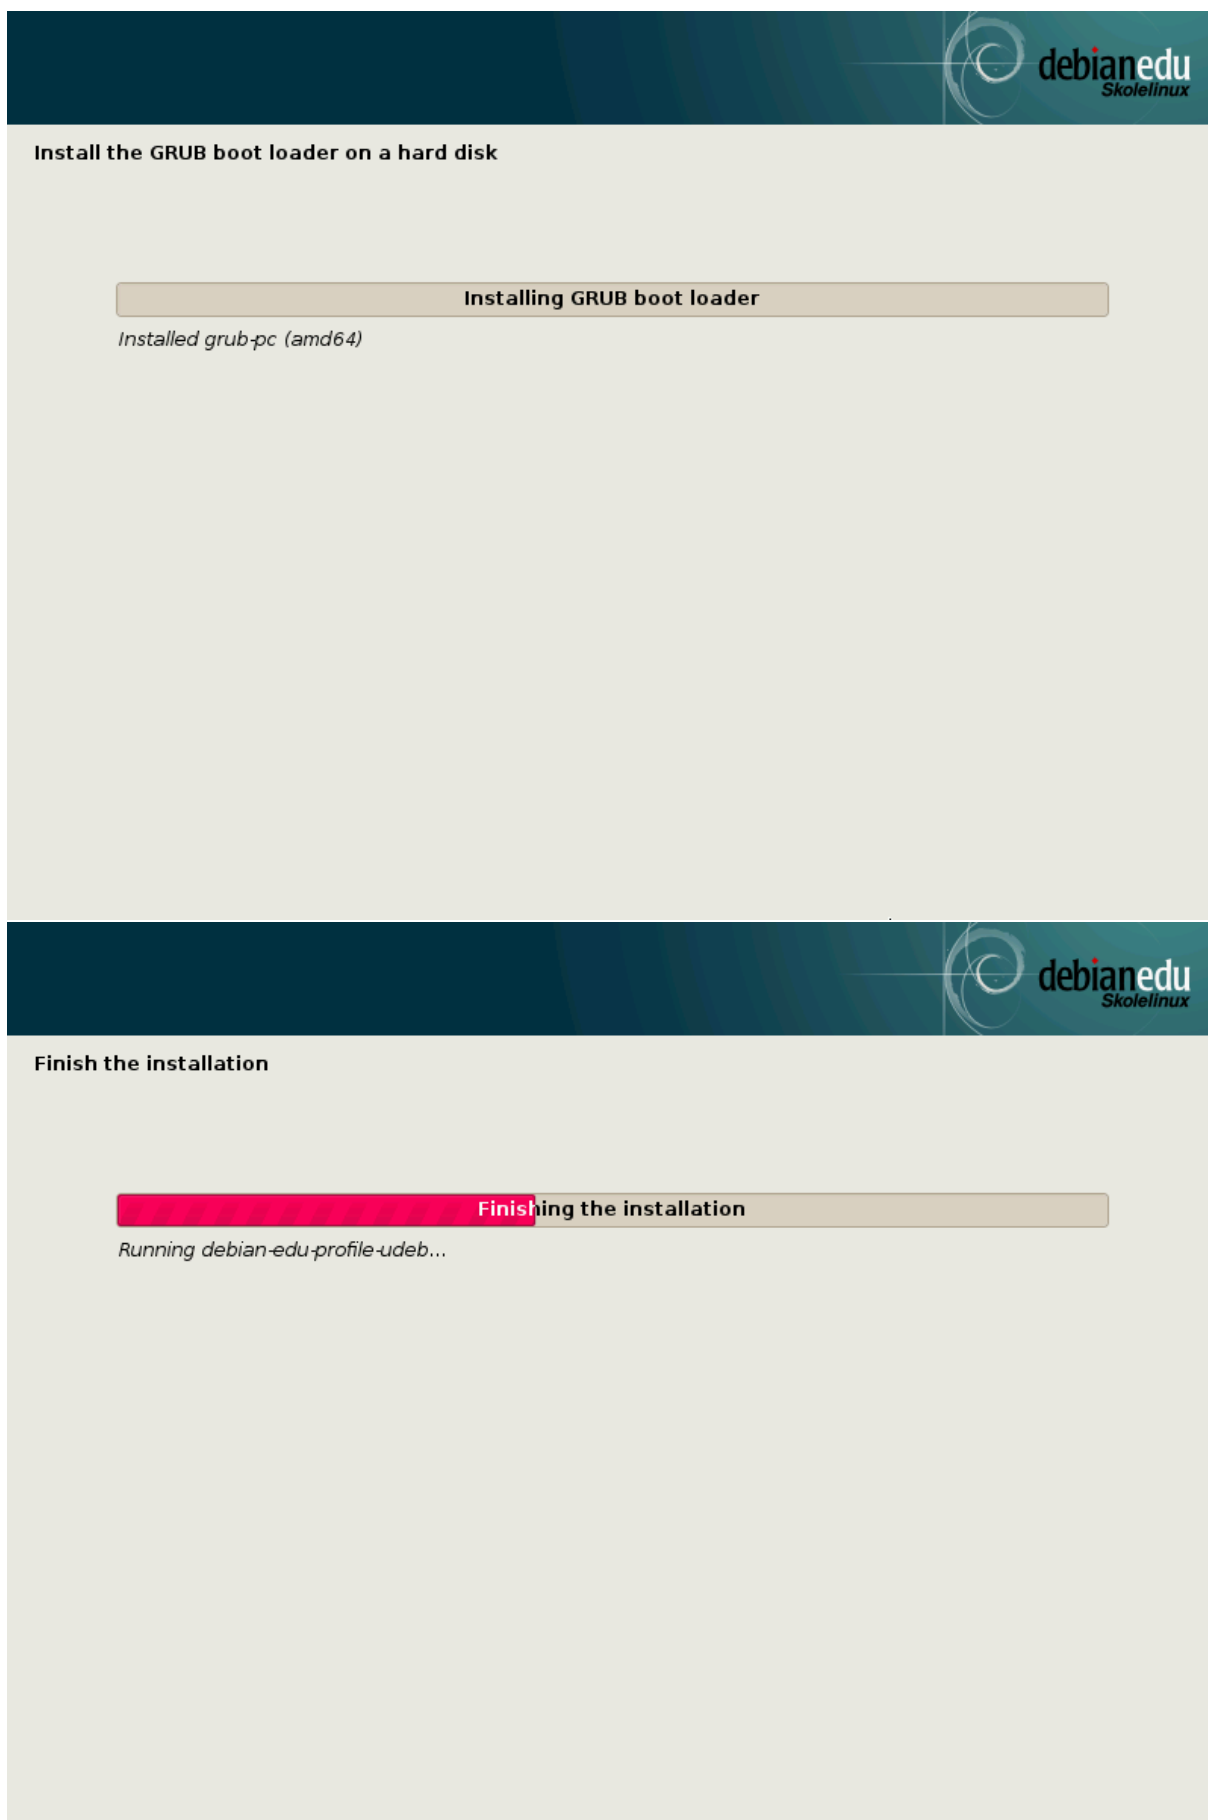 debianedu
Skolelinux
Install the GRUB boot loader on a hard disk
Installing GRUB boot loader
Installed grub-pc (amd64)
debianedu
Skolelinux
Finish the installation
Finishing the installation
Running debian-edu-profile-udeb...